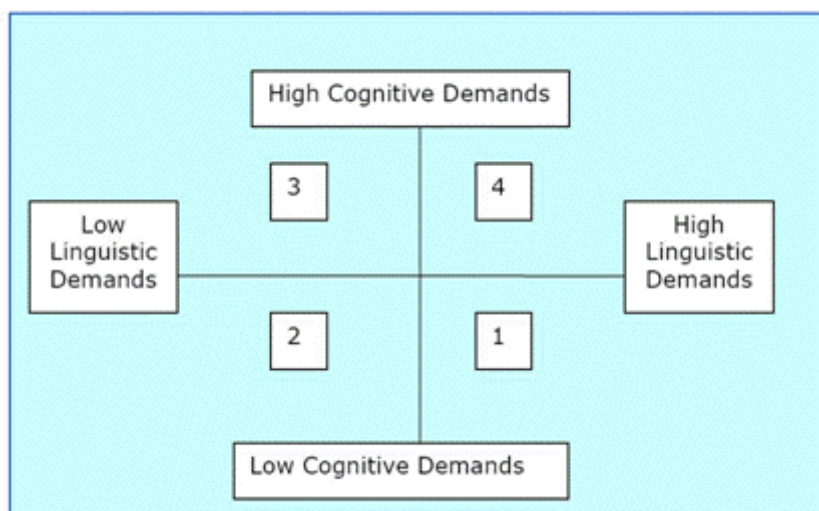 High Cognitive Demands
3
4
Low
Linguistic
Demands
High
Linguistic
Demands
2
1
Low Cognitive Demands